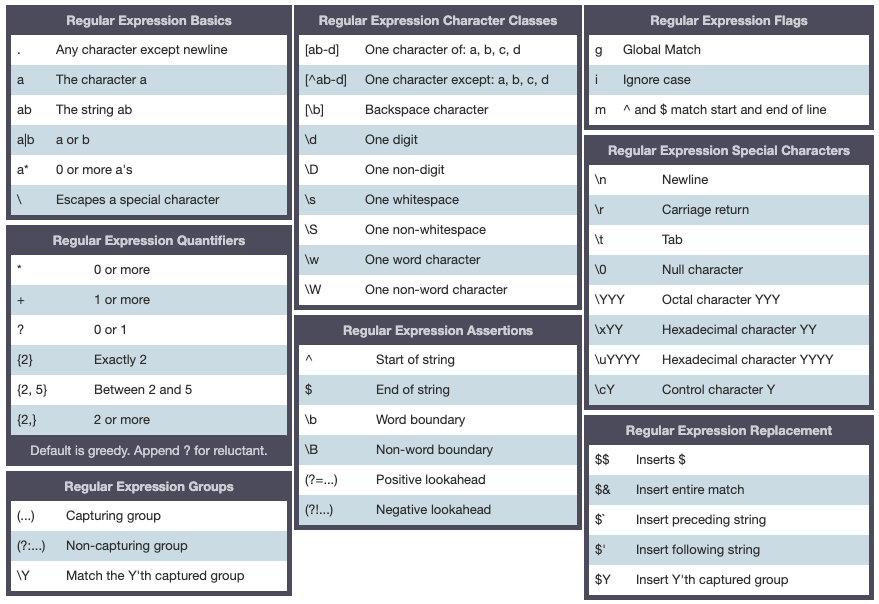 Regular Expression Basics
. Any character except newline
a The character a
ab The string ab
a|b a or b
a* 0 or more a's
\ Escapes a special character
Regular Expression Quantifiers
* 0 or more
+ 1 or more
? 0 or 1
{2} Exactly 2
{2, 5} Between 2 and 5
{2,} 2 or more
Default is greedy. Append ? for reluctant.
Regular Expression Groups
(...) Capturing group
(?:...) Non-capturing group
\Y Match the Y'th captured group
Regular Expression Character Classes
[ab-d] One character of: a, b, c, d
[^ab-d] One character except: a, b, c, d
[\b] Backspace character
\d One digit
\D One non-digit
\s One whitespace
\S One non-whitespace
\w One word character
\W One non-word character
Regular Expression Assertions
^ Start of string
$ End of string
\b Word boundary
\B Non-word boundary
(?=...) Positive lookahead
(?!...) Negative lookahead
Regular Expression Flags
g Global Match
i Ignore case
m ^ and $ match start and end of line
Regular Expression Special Characters
\n Newline
\r Carriage return
\t Tab
\0 Null character
\YYY Octal character YYY
\xYY Hexadecimal character YY
\uYYYY Hexadecimal character YYYY
\cY Control character Y
Regular Expression Replacement
$$ Inserts $
$& Insert entire match
$` Insert preceding string
$' Insert following string
$Y Insert Y'th captured group